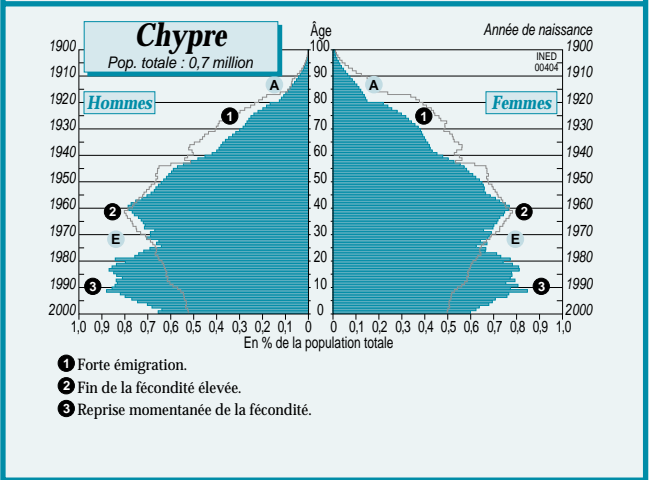 Chypre
Pop. totale : 0,7 million
Âge
Année de naissance
INED
00404
Hommes
Femmes
1900 100 1900
1910 90 1910
1920 80 1920
1930 70 1930
1940 60 1940
1950 50 1950
1960 40 1960
1970 30 1970
1980 20 1980
1990 10 1990
2000 0 2000
A A
1 1
2 2
E E
3 3
1,0 0,9 0,8 0,7 0,6 0,5 0,4 0,3 0,2 0,1 0 0 0,1 0,2 0,3 0,4 0,5 0,6 0,7 0,8 0,9 1,0
En % de la population totale
1 Forte émigration.
2 Fin de la fécondité élevée.
3 Reprise momentanée de la fécondité.